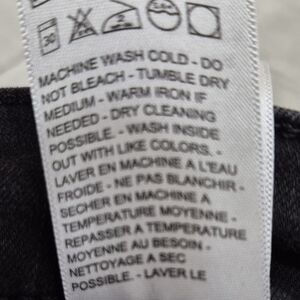 MACHINE WASH COLD - DO
NOT BLEACH - TUMBLE DRY
MEDIUM - WARM IRON IF
NEEDED - DRY CLEANING
POSSIBLE. - WASH INSIDE
OUT WITH LIKE COLORS. -
LAVER EN MACHINE A L'EAU
FROIDE - NE PAS BLANCHIR -
SECHER EN MACHINE A
TEMPERATURE MOYENNE -
REPASSER A TEMPERATURE
MOYENNE AU BESOIN -
NETTOYAGE A SEC
POSSIBLE. - LAVER LE